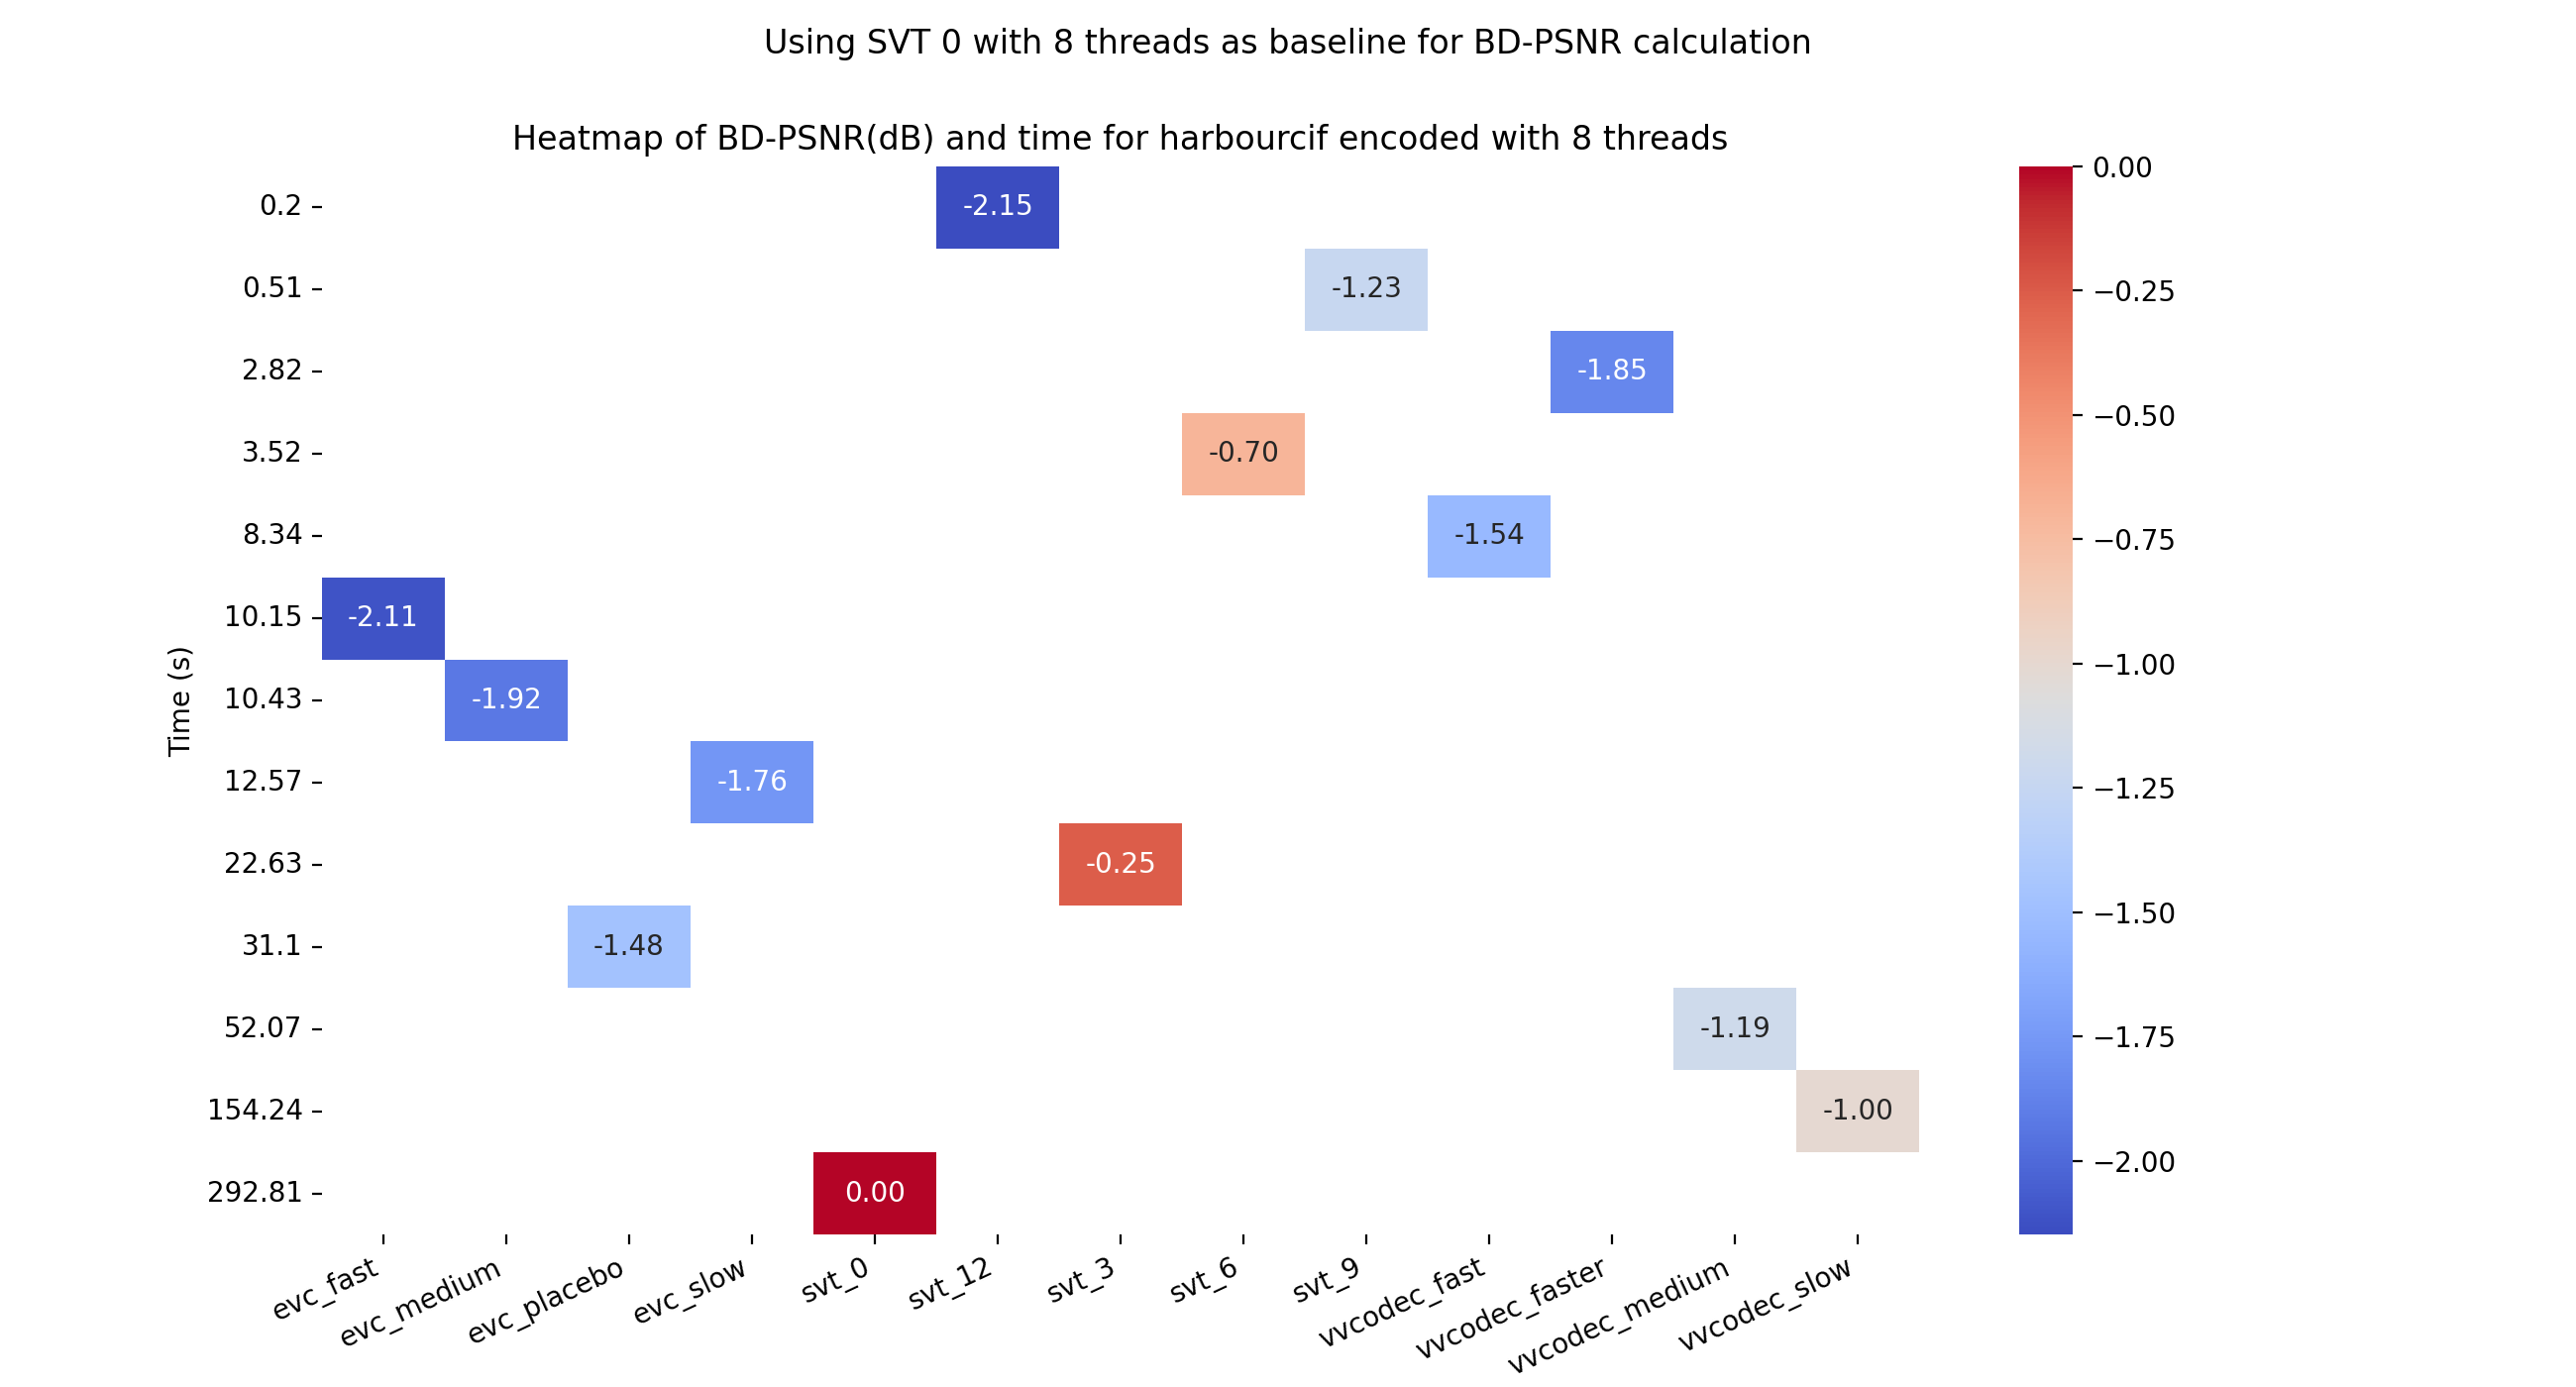 Using SVT 0 with 8 threads as baseline for BD-PSNR calculation
Heatmap of BD-PSNR(dB) and time for harbourcif encoded with 8 threads
Time (s)
0.2 -2.15
0.51 -1.23
2.82 -1.85
3.52 -0.70
8.34 -1.54
10.15 -2.11
10.43 -1.92
12.57 -1.76
22.63 -0.25
31.1 -1.48
52.07 -1.19
154.24 -1.00
292.81 0.00
evc_fast
evc_medium
evc_placebo
evc_slow
svt_0
svt_12
svt_3
svt_6
svt_9
vvcodec_fast
vvcodec_faster
vvcodec_medium
vvcodec_slow
0.00
−0.25
−0.50
−0.75
−1.00
−1.25
−1.50
−1.75
−2.00